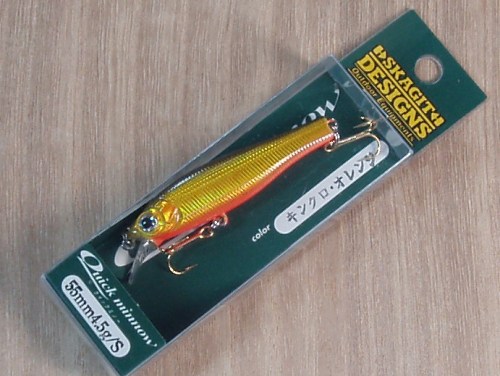 SKAGIT
DESIGNS
Outdoor Equipments.
color
キンクロ・オレンジ
Quick minnow
55mm4.5g/S